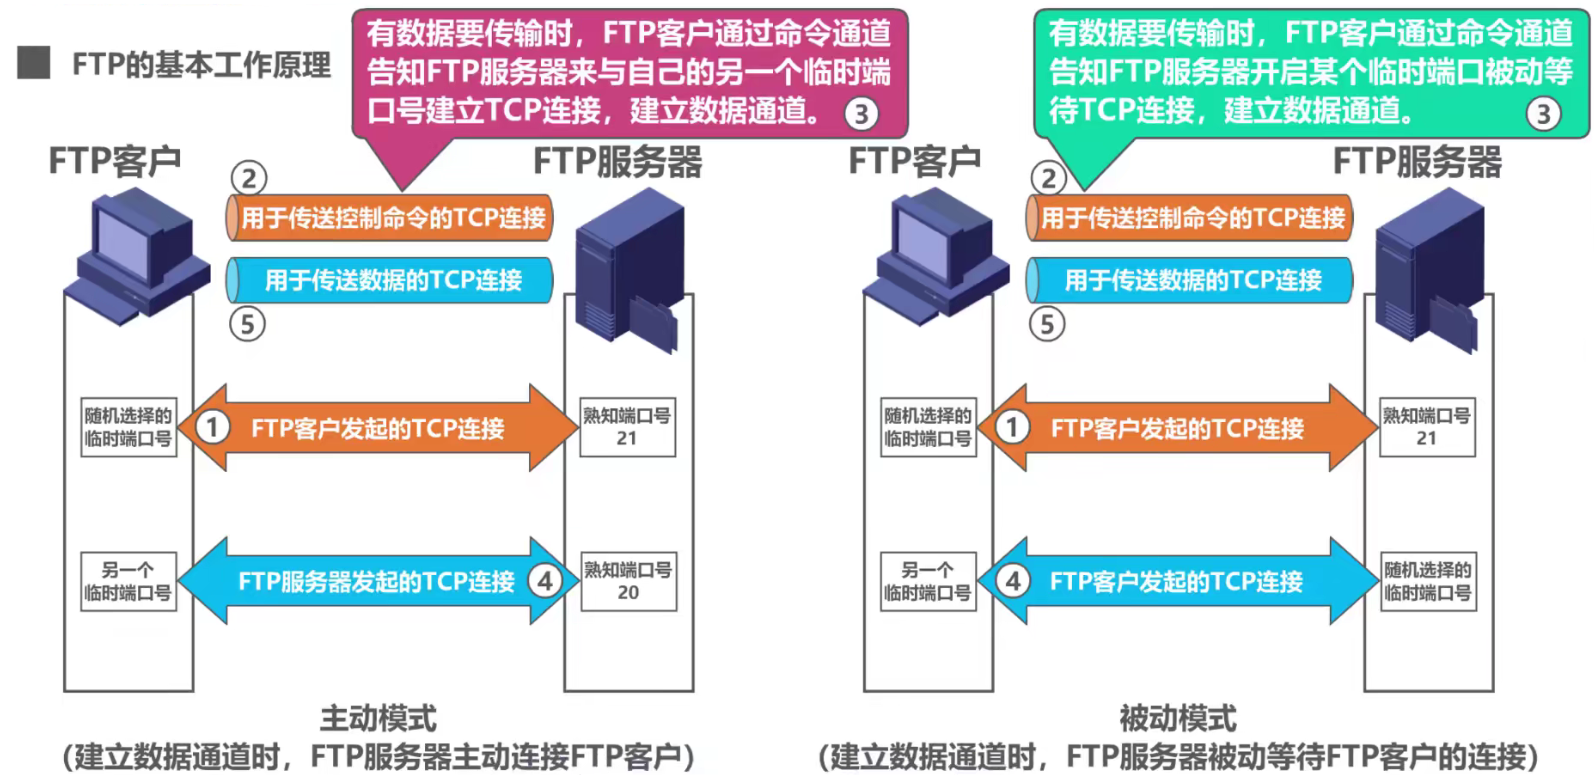 FTP的基本工作原理
有数据要传输时，FTP客户通过命令通道
告知FTP服务器来与自己的另一个临时端
口号建立TCP连接，建立数据通道。 ③
FTP客户
FTP服务器
②
用于传送控制命令的TCP连接
用于传送数据的TCP连接
⑤
随机选择的
临时端口号
① FTP客户发起的TCP连接
熟知端口号
21
另一个
临时端口号
FTP服务器发起的TCP连接 ④
熟知端口号
20
主动模式
（建立数据通道时，FTP服务器主动连接FTP客户）
有数据要传输时，FTP客户通过命令通道
告知FTP服务器开启某个临时端口被动等
待TCP连接，建立数据通道。 ③
FTP客户
FTP服务器
②
用于传送控制命令的TCP连接
用于传送数据的TCP连接
⑤
随机选择的
临时端口号
① FTP客户发起的TCP连接
熟知端口号
21
另一个
临时端口号
④ FTP客户发起的TCP连接
随机选择的
临时端口号
被动模式
（建立数据通道时，FTP服务器被动等待FTP客户的连接）